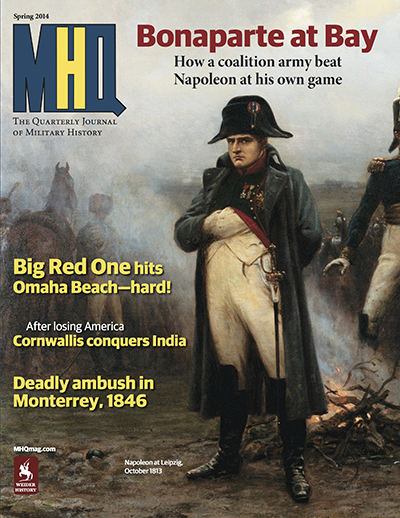 Spring 2014
MHQ
The Quarterly Journal
of Military History
Bonaparte at Bay
How a coalition army beat
Napoleon at his own game
Big Red One hits
Omaha Beach—hard!
After losing America
Cornwallis conquers India
Deadly ambush in
Monterrey, 1846
MHQmag.com
WEIDER
HISTORY
Napoleon at Leipzig,
October 1813